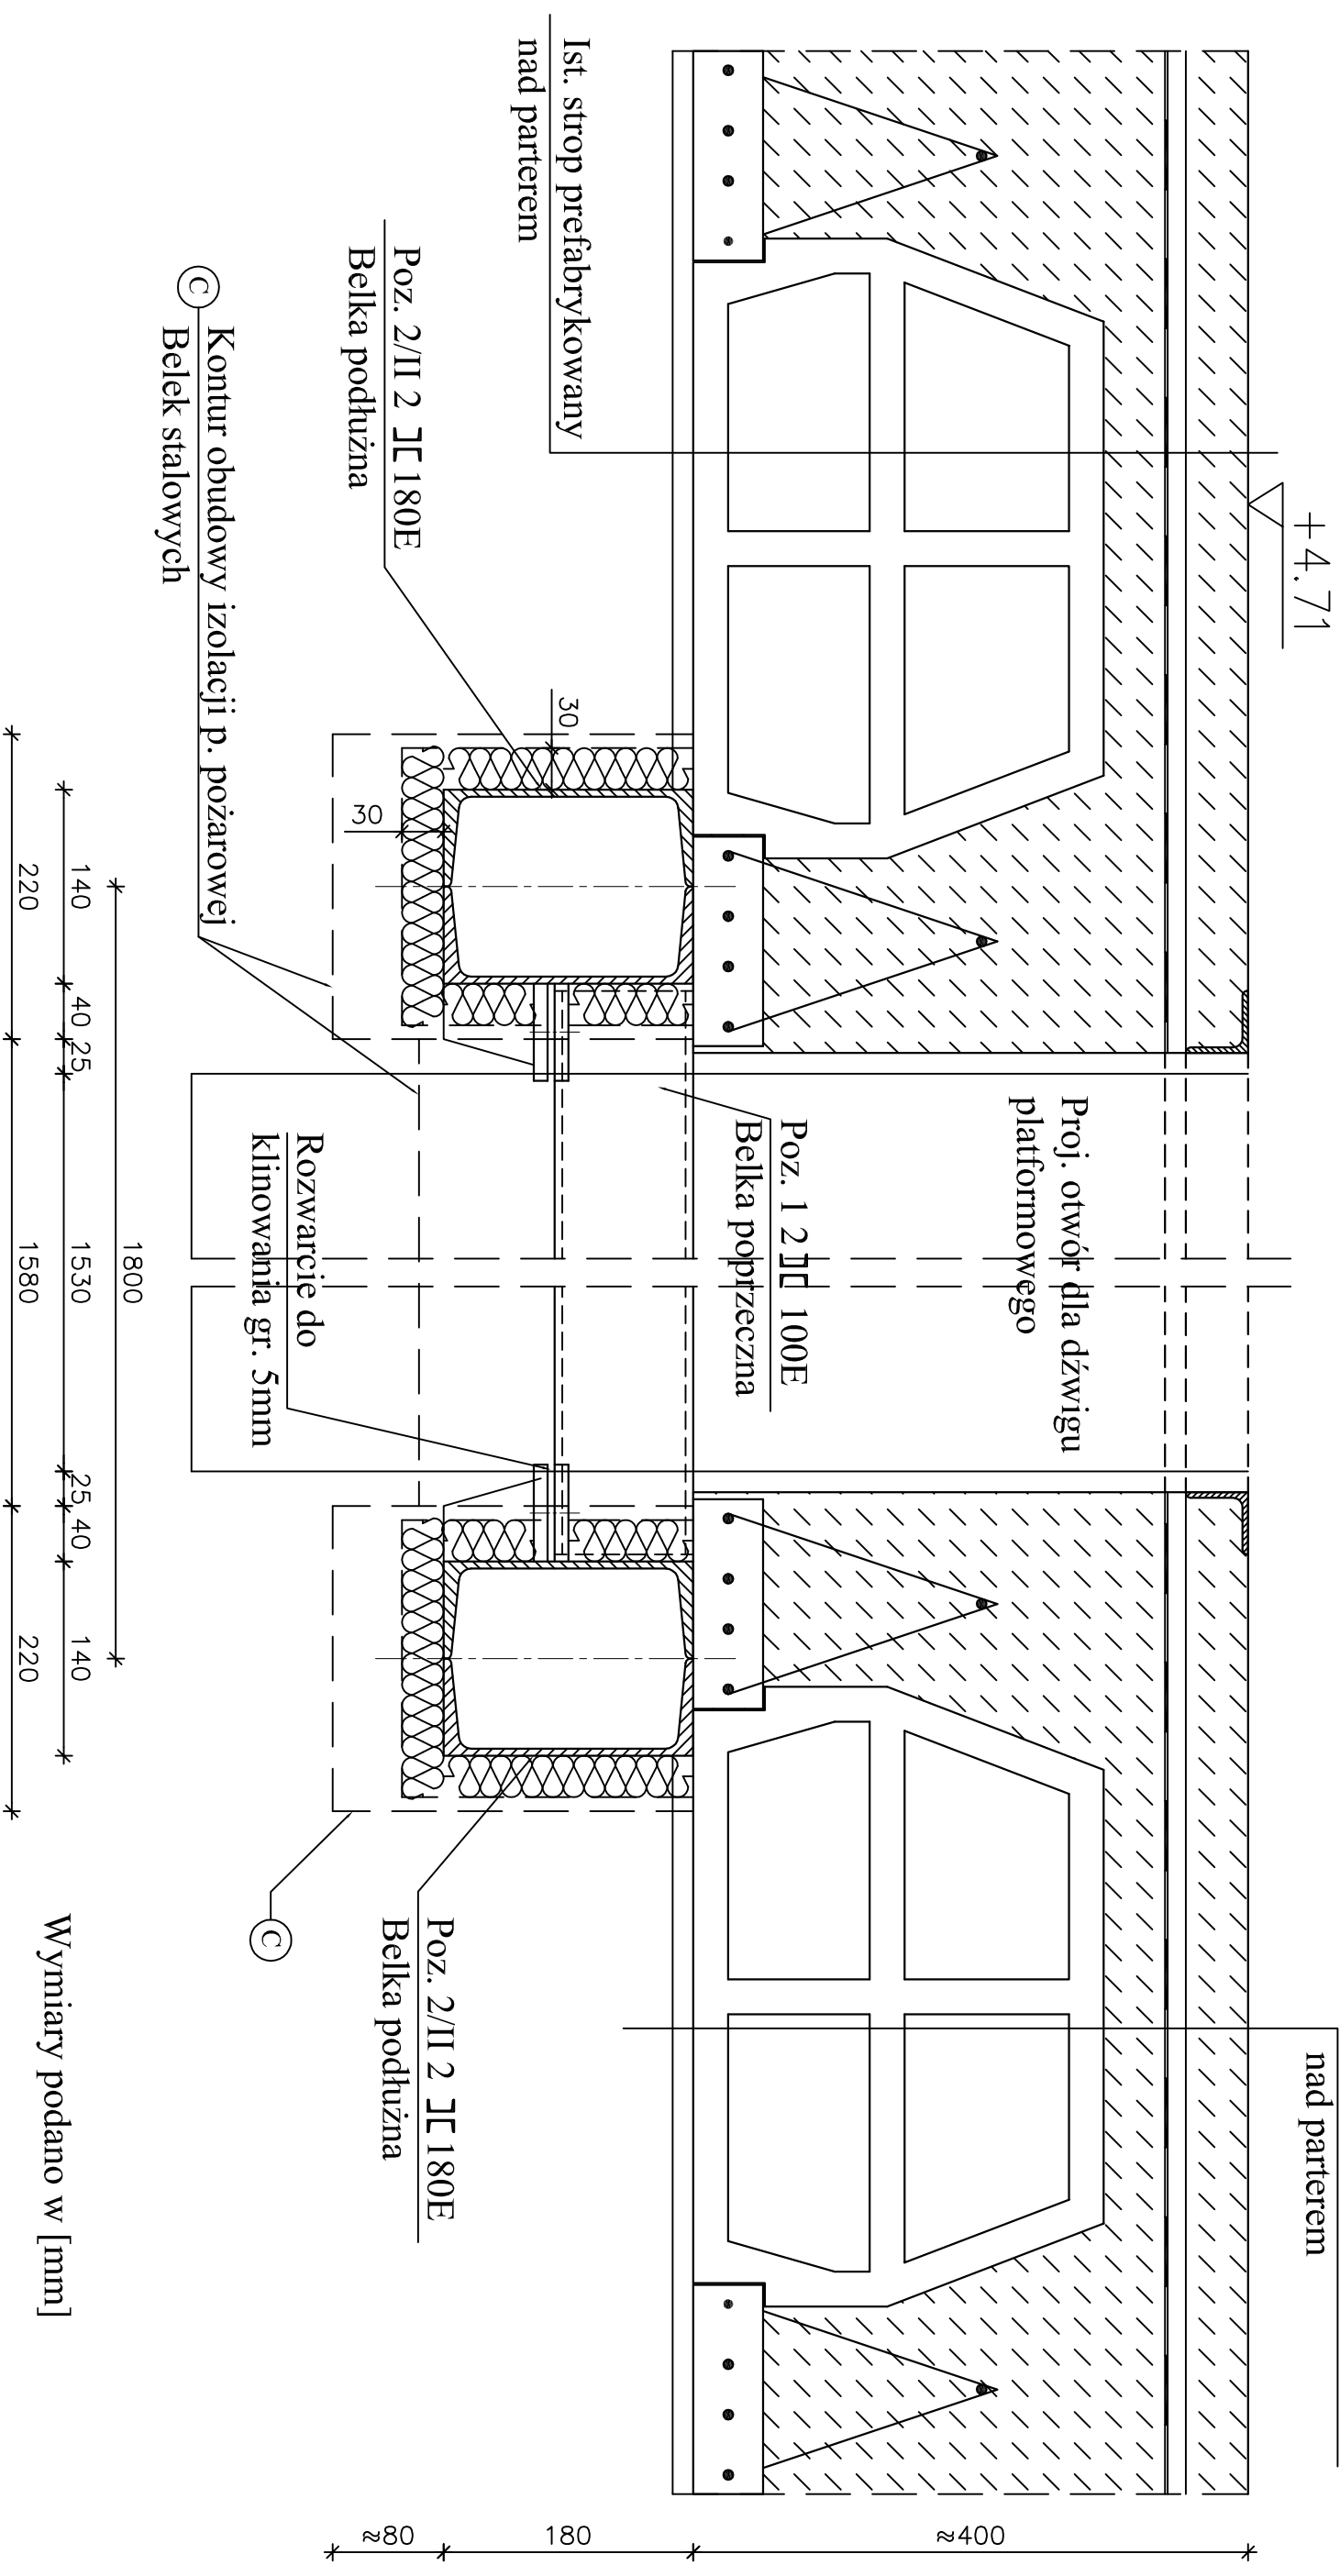 +4.71
nad parterem
Ist. strop prefabrykowany
nad parterem
Proj. otwór dla dźwigu
platformowego
Poz. 1 2 ][ 100E
Belka poprzeczna
Poz. 2/II 2 ][ 180E
Belka podłużna
30
30
Poz. 2/II 2 ][ 180E
Belka podłużna
Rozwarcie do
klinowania gr. 5mm
C
Kontur obudowy izolacji p. pożarowej
Belek stalowych
C
1800
140
40
25
1530
25
40
140
220
1580
220
≈80
180
≈400
Wymiary podano w [mm]